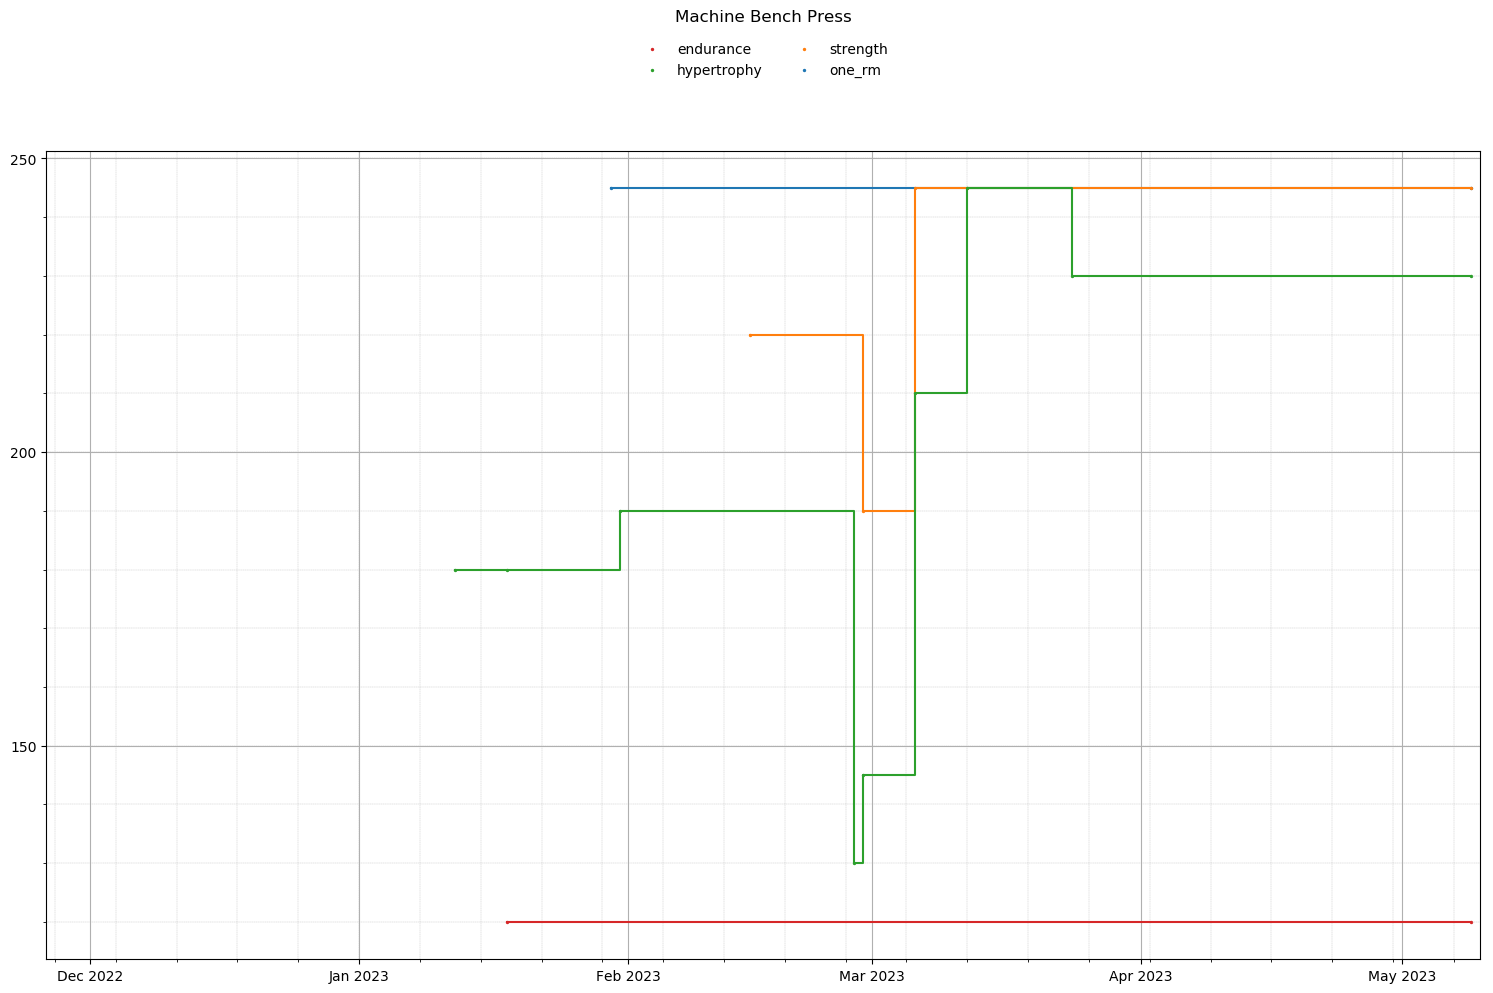 Machine Bench Press
endurance strength
hypertrophy one_rm
250
200
150
Dec 2022 Jan 2023 Feb 2023 Mar 2023 Apr 2023 May 2023